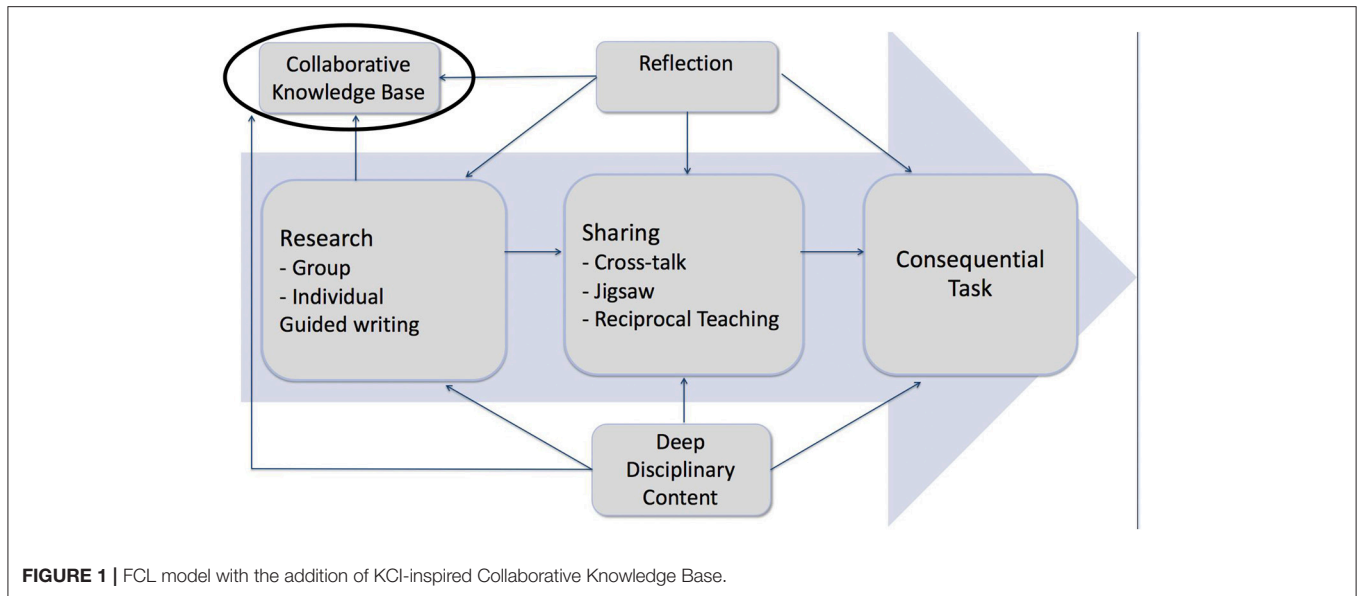 Collaborative
Knowledge Base
Reflection
Research
- Group
- Individual
Guided writing
Sharing
- Cross-talk
- Jigsaw
- Reciprocal Teaching
Consequential
Task
Deep
Disciplinary
Content
FIGURE 1 | FCL model with the addition of KCI-inspired Collaborative Knowledge Base.